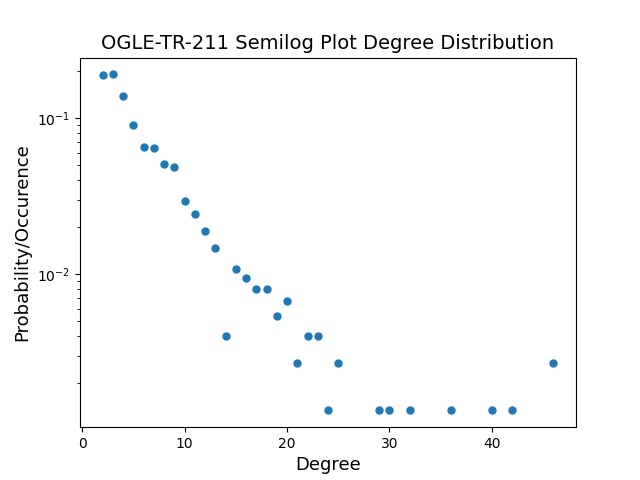 OGLE-TR-211 Semilog Plot Degree Distribution
Probability/Occurence
10⁻¹
10⁻²
0 10 20 30 40
Degree